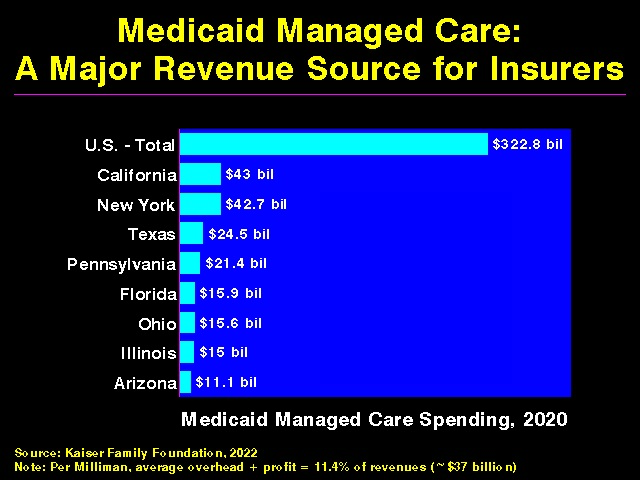 Medicaid Managed Care:
A Major Revenue Source for Insurers
U.S. - Total $322.8 bil
California $43 bil
New York $42.7 bil
Texas $24.5 bil
Pennsylvania $21.4 bil
Florida $15.9 bil
Ohio $15.6 bil
Illinois $15 bil
Arizona $11.1 bil
Medicaid Managed Care Spending, 2020
Source: Kaiser Family Foundation, 2022
Note: Per Milliman, average overhead + profit = 11.4% of revenues (~ $37 billion)